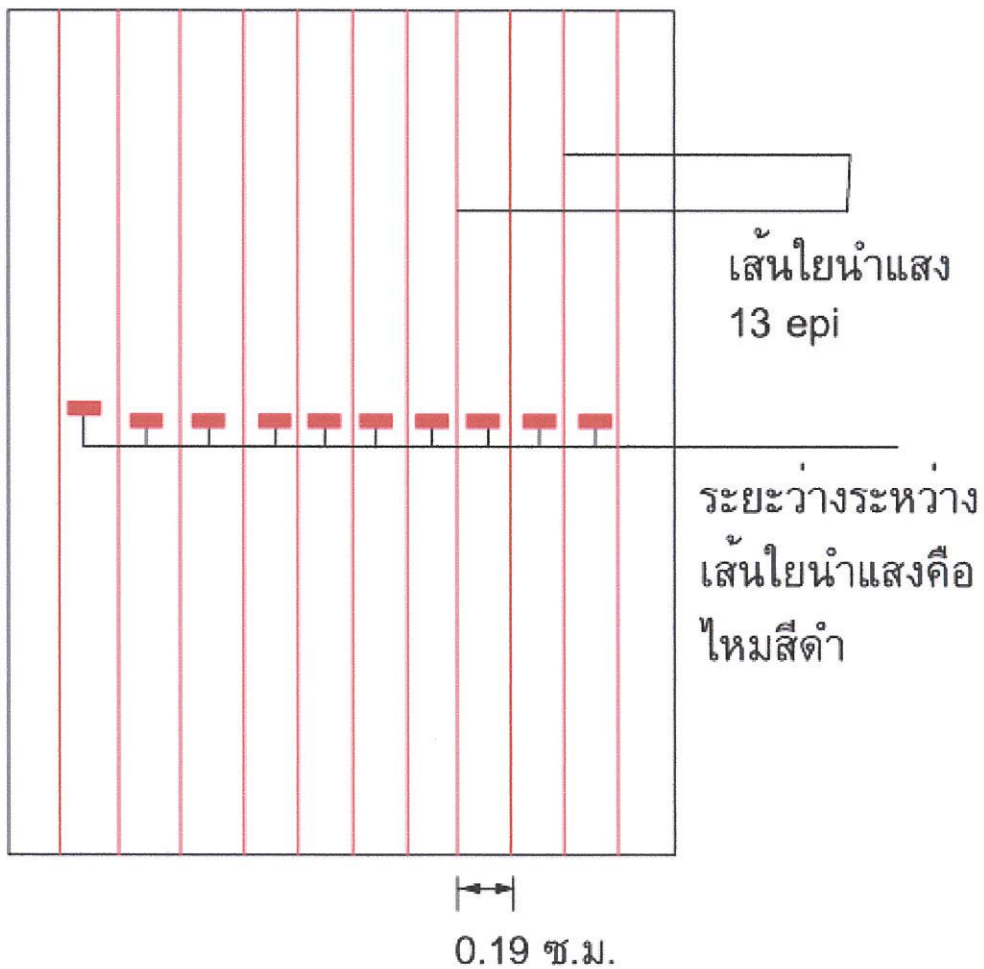 เส้นใยนำแสง
13 epi
ระยะว่างระหว่าง
เส้นใยนำแสงคือ
ไหมสีดำ
0.19 ซ.ม.